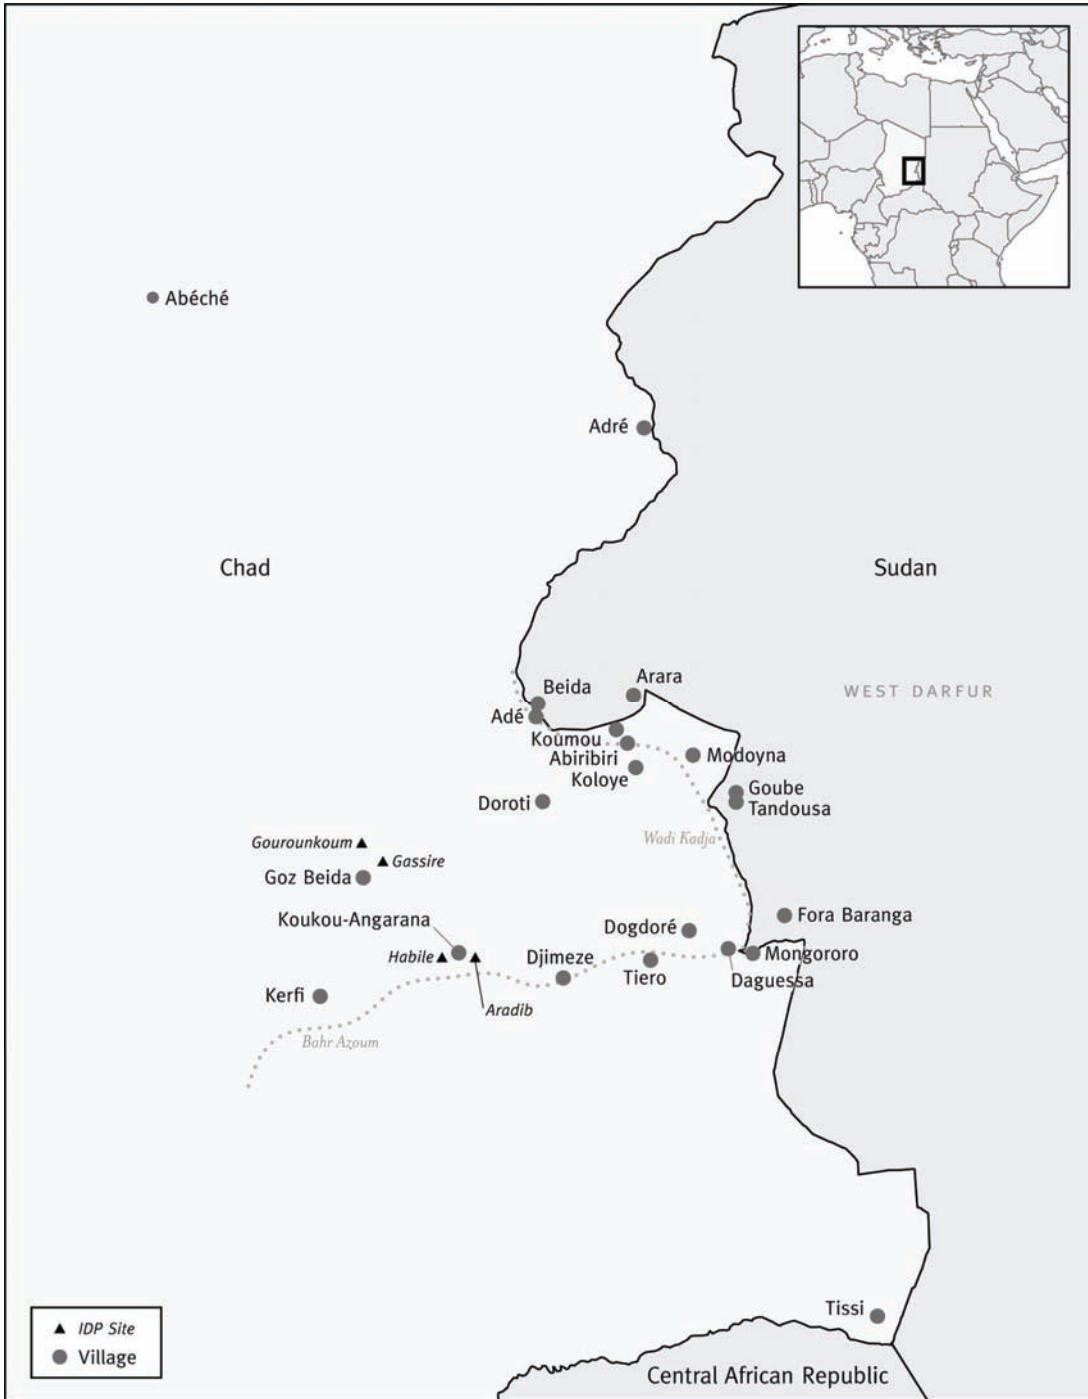 Abéché
Adré
Chad
Sudan
WEST DARFUR
Beida
Arara
Adé
Koumou
Abiribiri
Koloye
Modoyna
Goube
Tandousa
Doroti
Wadi Kadja
Gourounkoum
Gassire
Goz Beida
Koukou-Angarana
Fora Baranga
Dogdoré
Habile
Djimeze
Tiero
Mongororo
Daguessa
Kerfi
Aradib
Bahr Azoum
Tissi
IDP Site
Village
Central African Republic